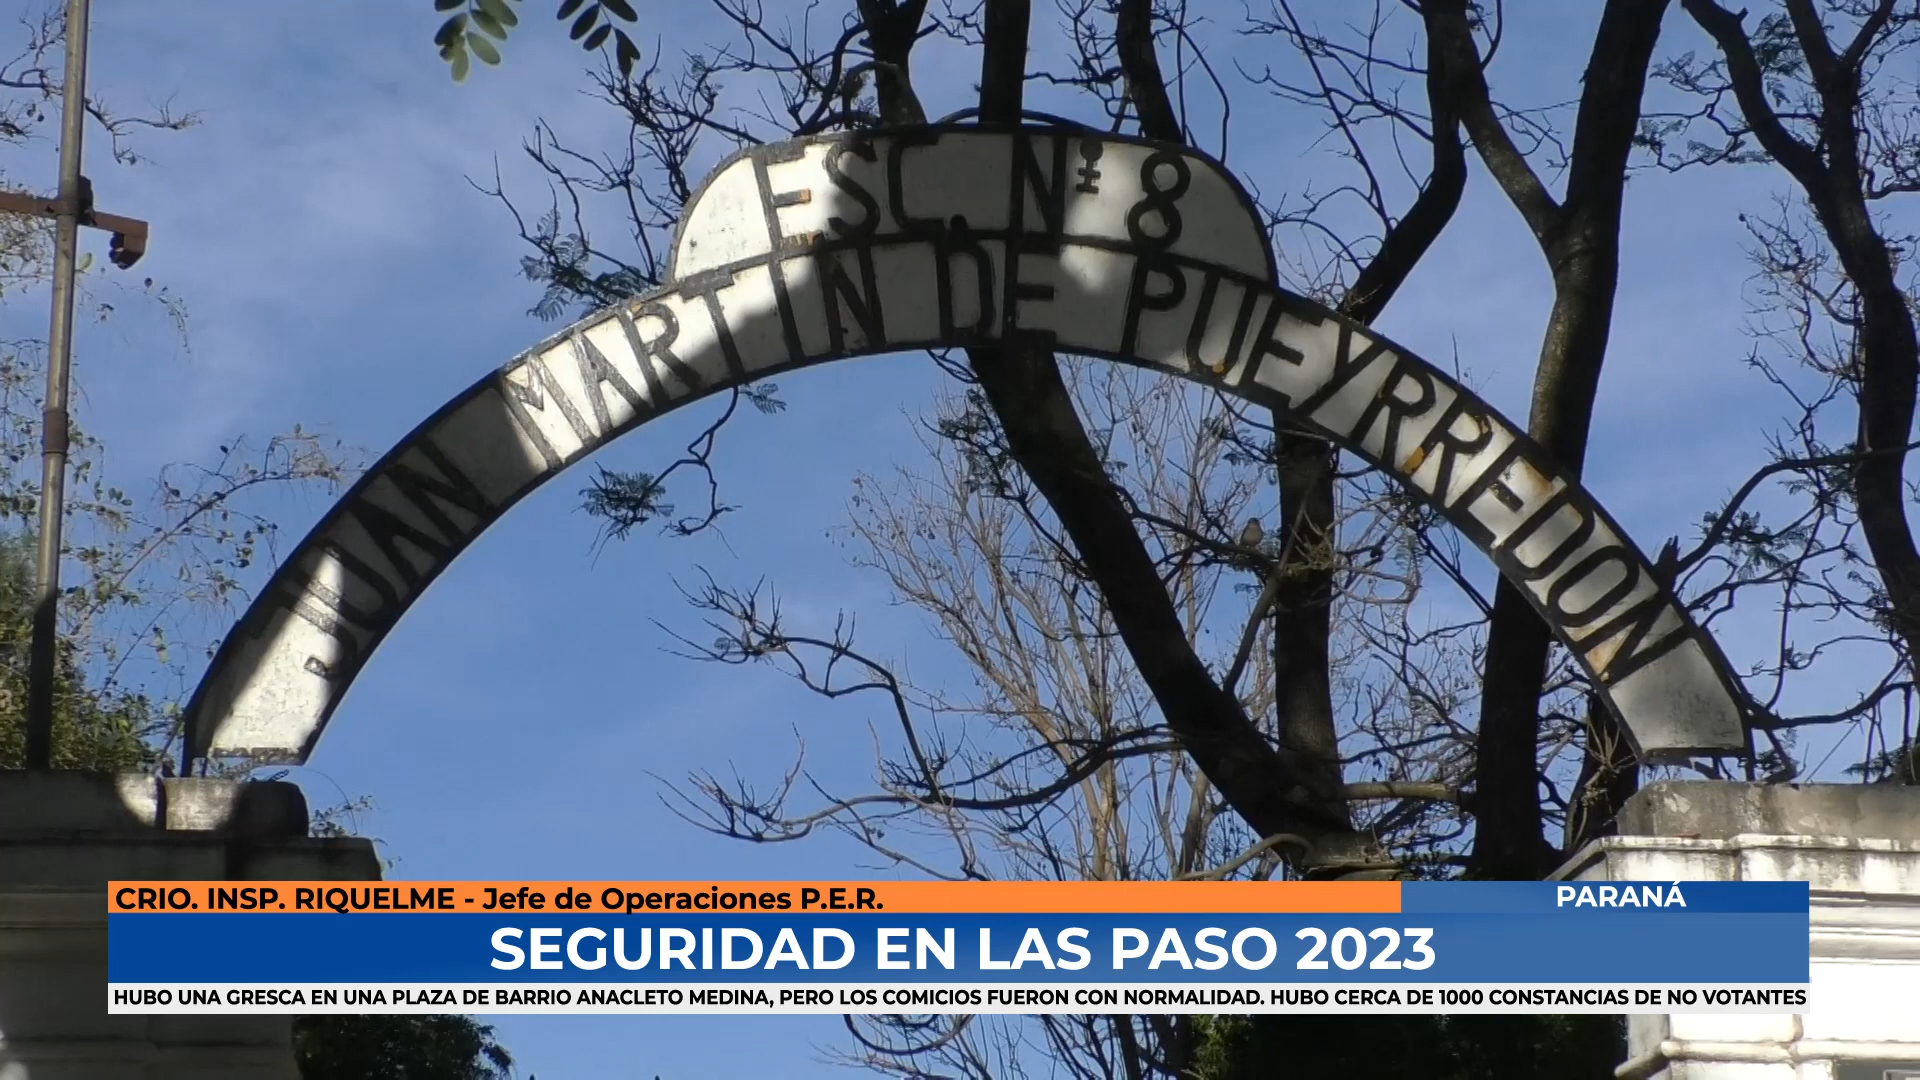 ESC. Nº 8
JUAN MARTIN DE PUEYRREDON
CRIO. INSP. RIQUELME - Jefe de Operaciones P.E.R.
PARANÁ
SEGURIDAD EN LAS PASO 2023
HUBO UNA GRESCA EN UNA PLAZA DE BARRIO ANACLETO MEDINA, PERO LOS COMICIOS FUERON CON NORMALIDAD. HUBO CERCA DE 1000 CONSTANCIAS DE NO VOTANTES